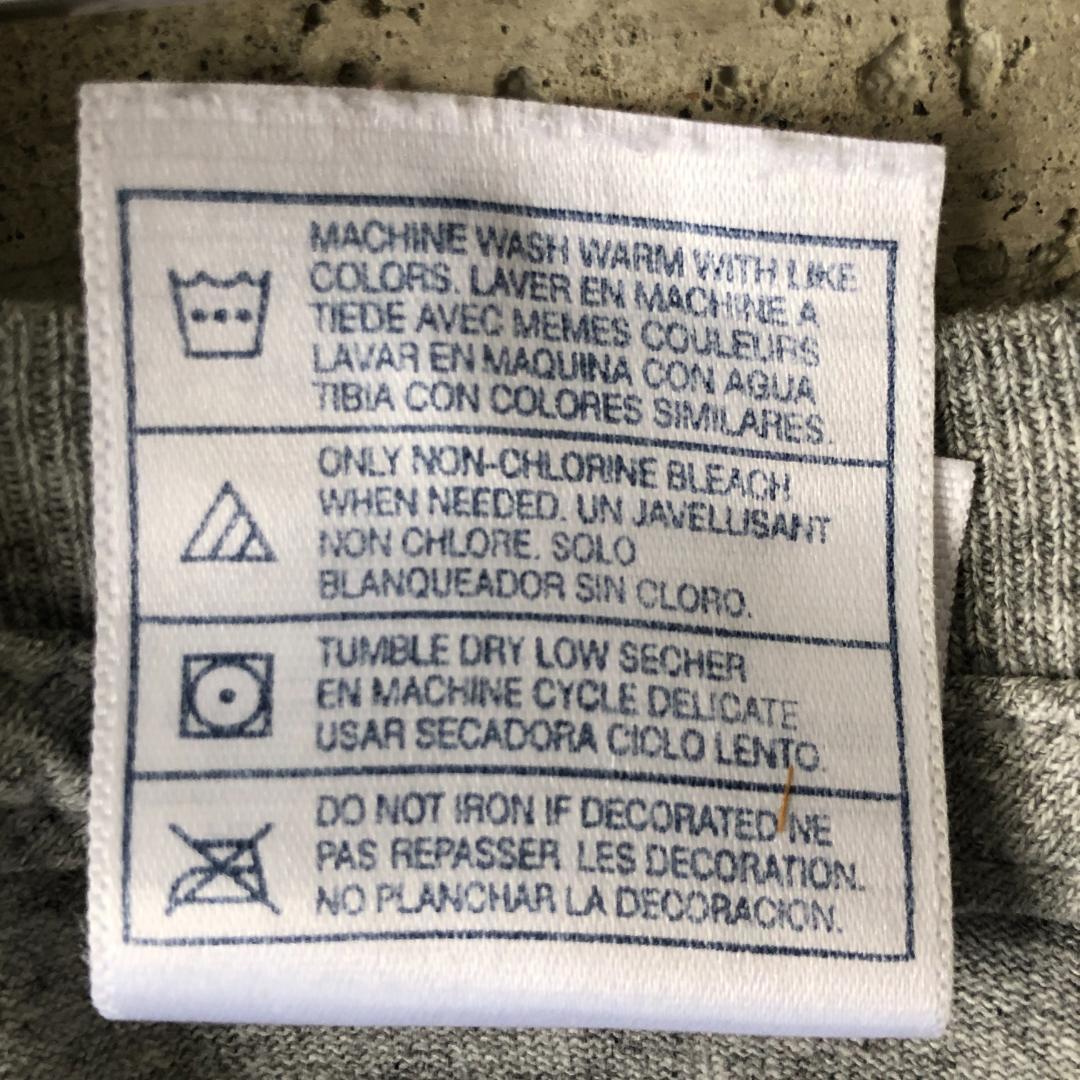 MACHINE WASH WARM WITH LIKE
COLORS. LAVER EN MACHINE A
TIEDE AVEC MEMES COULEURS
LAVAR EN MAQUINA CON AGUA
TIBIA CON COLORES SIMILARES.
ONLY NON-CHLORINE BLEACH
WHEN NEEDED. UN JAVELLISANT
NON CHLORE. SOLO
BLANQUEADOR SIN CLORO.
TUMBLE DRY LOW SECHER
EN MACHINE CYCLE DELICATE
USAR SECADORA CICLO LENTO.
DO NOT IRON IF DECORATED NE
PAS REPASSER LES DECORATION.
NO PLANCHAR LA DECORACION.